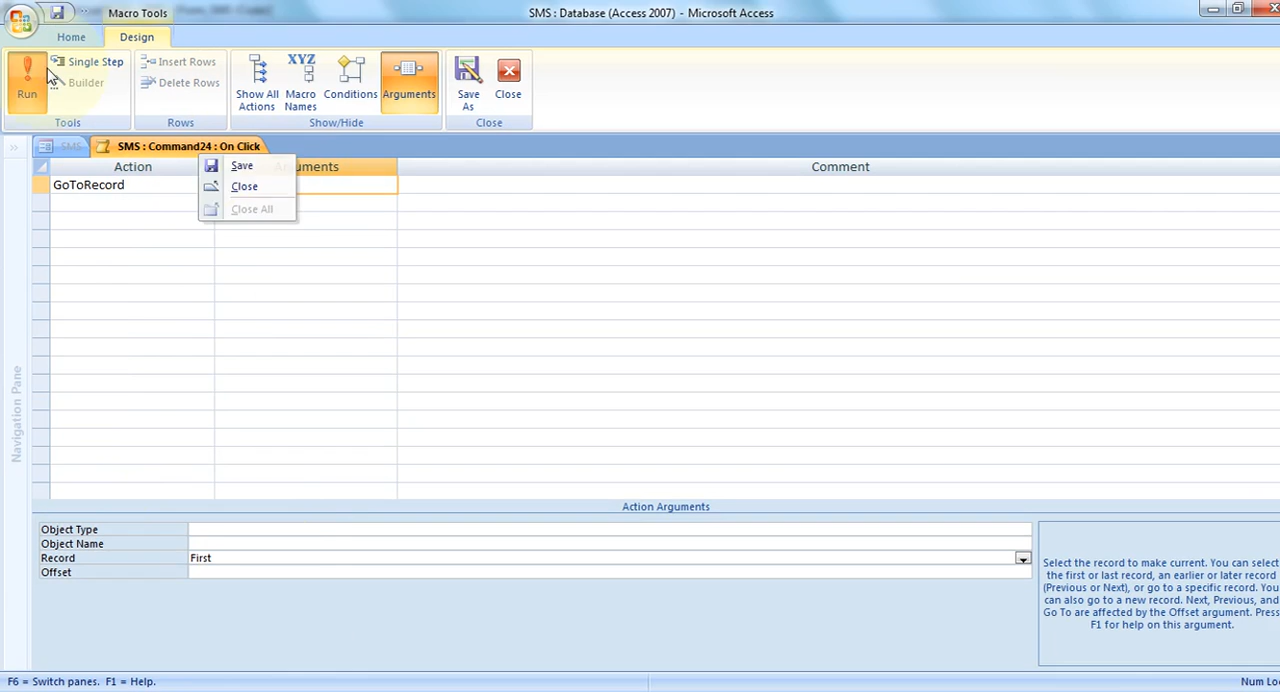 Macro Tools
SMS : Database (Access 2007) - Microsoft Access
Home
Design
Run
Single Step
Builder
Tools
Insert Rows
Delete Rows
Rows
Show All Actions
XYZ
Macro Names
Conditions
Arguments
Show/Hide
Save As
Close
Close
»
SMS
SMS : Command24 : On Click
Action
uments
Comment
GoToRecord
Save
Close
Close All
Navigation Pane
Action Arguments
Object Type
Object Name
Record
First
Offset
Select the record to make current. You can select
the first or last record, an earlier or later record
(Previous or Next), or go to a specific record. You
can also go to a new record. Next, Previous, and
Go To are affected by the Offset argument. Press
F1 for help on this argument.
F6 = Switch panes. F1 = Help.
Num Loc